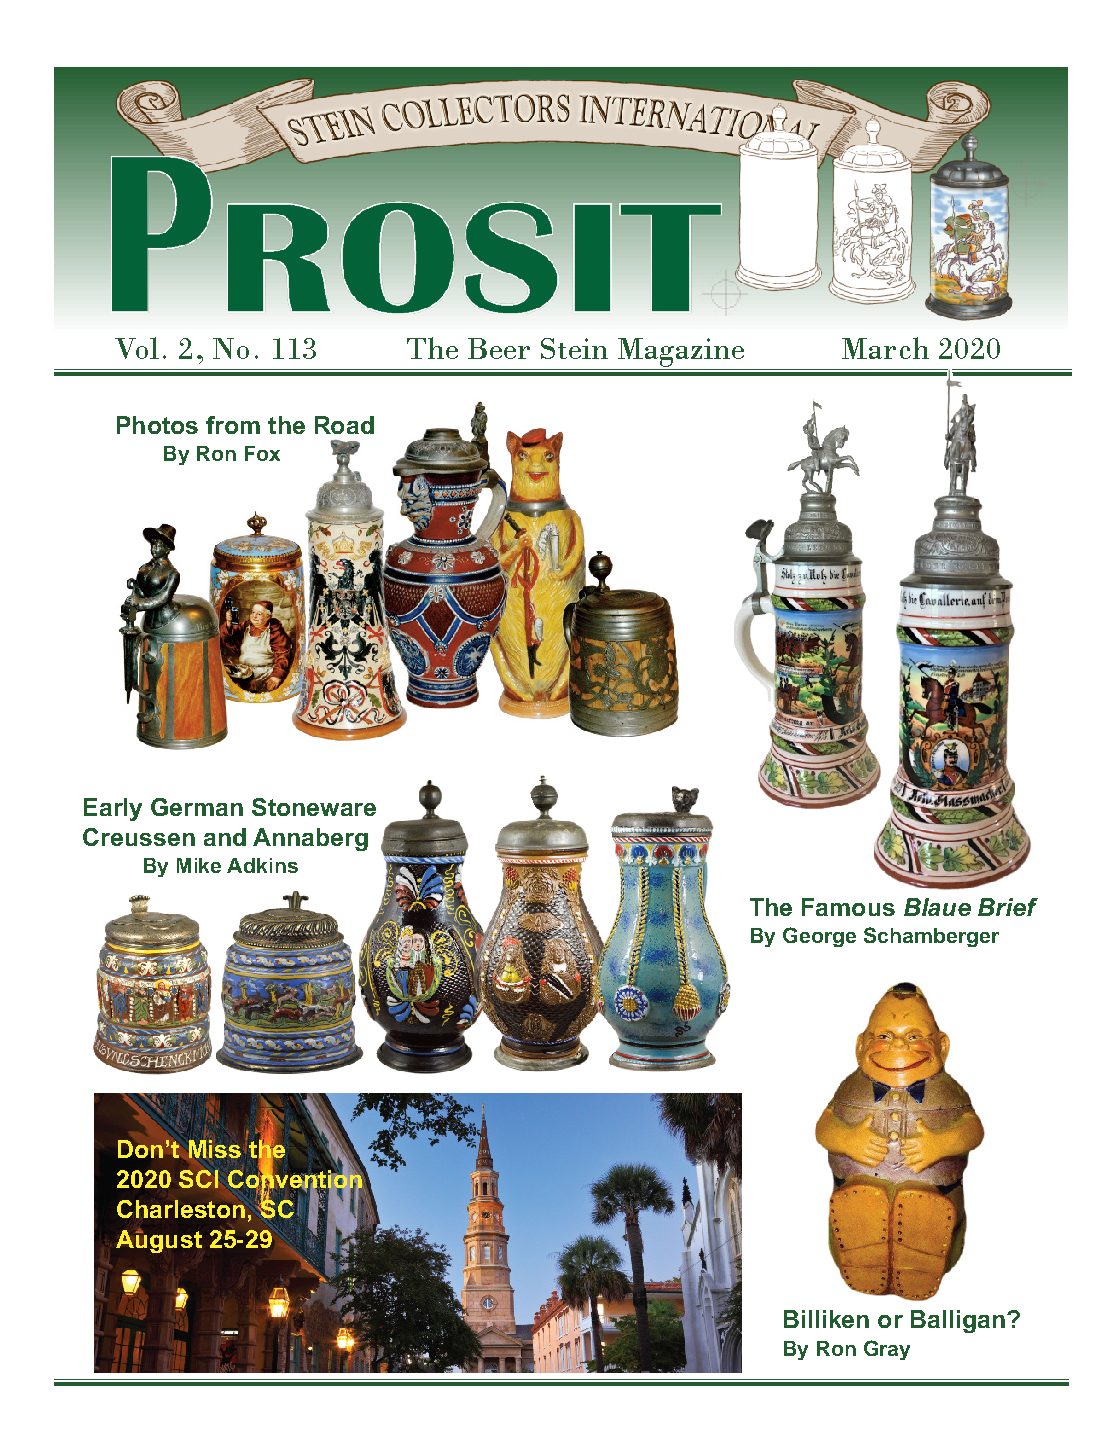 STEIN COLLECTORS INTERNATIONAL
PROSIT
Vol. 2, No. 113 The Beer Stein Magazine March 2020
Photos from the Road
By Ron Fox
Early German Stoneware
Creussen and Annaberg
By Mike Adkins
The Famous Blaue Brief
By George Schamberger
Don't Miss the
2020 SCI Convention
Charleston, SC
August 25-29
Billiken or Balligan?
By Ron Gray